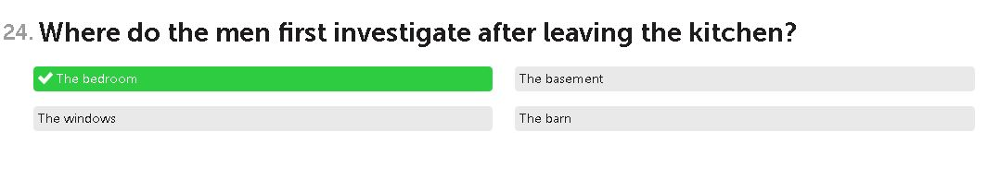 24. Where do the men first investigate after leaving the kitchen?
The bedroom
The basement
The windows
The barn